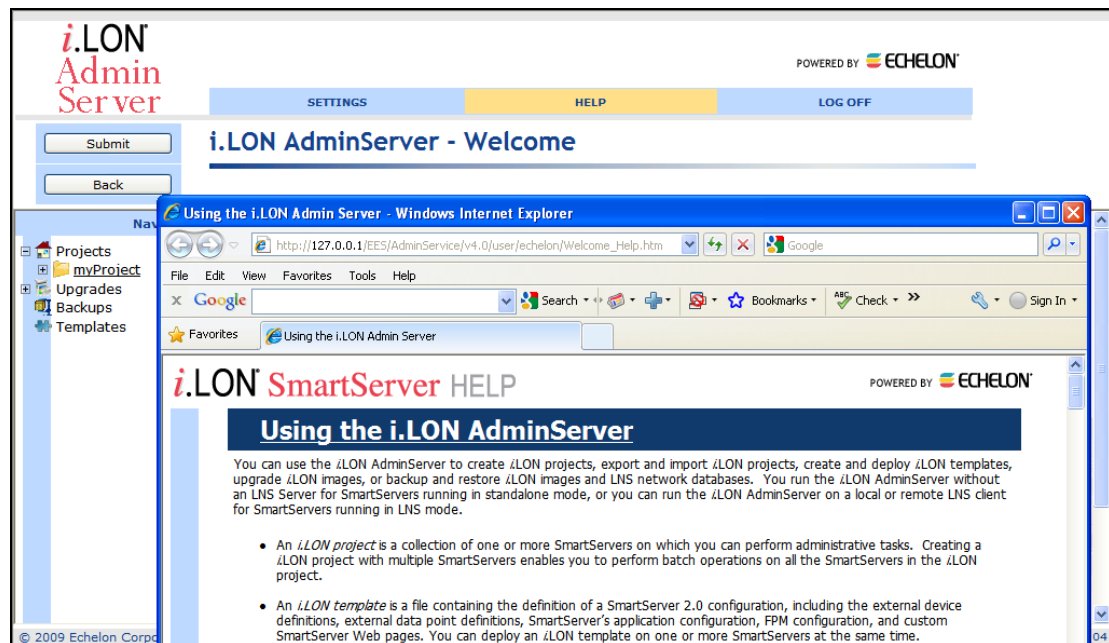 i.LON
Admin
Server
POWERED BY ECHELON
SETTINGS HELP LOG OFF
Submit
i.LON AdminServer - Welcome
Back
Using the i.LON Admin Server - Windows Internet Explorer
http://127.0.0.1/EES/AdminService/v4.0/user/echelon/Welcome_Help.htm
Google
Nav
Projects
myProject
Upgrades
Backups
Templates
File Edit View Favorites Tools Help
x Google Search Bookmarks ABC Check >> Sign In
Favorites Using the i.LON Admin Server
i.LON SmartServer HELP
POWERED BY ECHELON
Using the i.LON AdminServer
You can use the i.LON AdminServer to create i.LON projects, export and import i.LON projects, create and deploy i.LON templates,
upgrade i.LON images, or backup and restore i.LON images and LNS network databases. You run the i.LON AdminServer without
an LNS Server for SmartServers running in standalone mode, or you can run the i.LON AdminServer on a local or remote LNS client
for SmartServers running in LNS mode.
• An i.LON project is a collection of one or more SmartServers on which you can perform administrative tasks. Creating a
i.LON project with multiple SmartServers enables you to perform batch operations on all the SmartServers in the i.LON
project.
• An i.LON template is a file containing the definition of a SmartServer 2.0 configuration, including the external device
definitions, external data point definitions, SmartServer's application configuration, FPM configuration, and custom
SmartServer Web pages. You can deploy an i.LON template on one or more SmartServers at the same time.
© 2009 Echelon Corpo
04